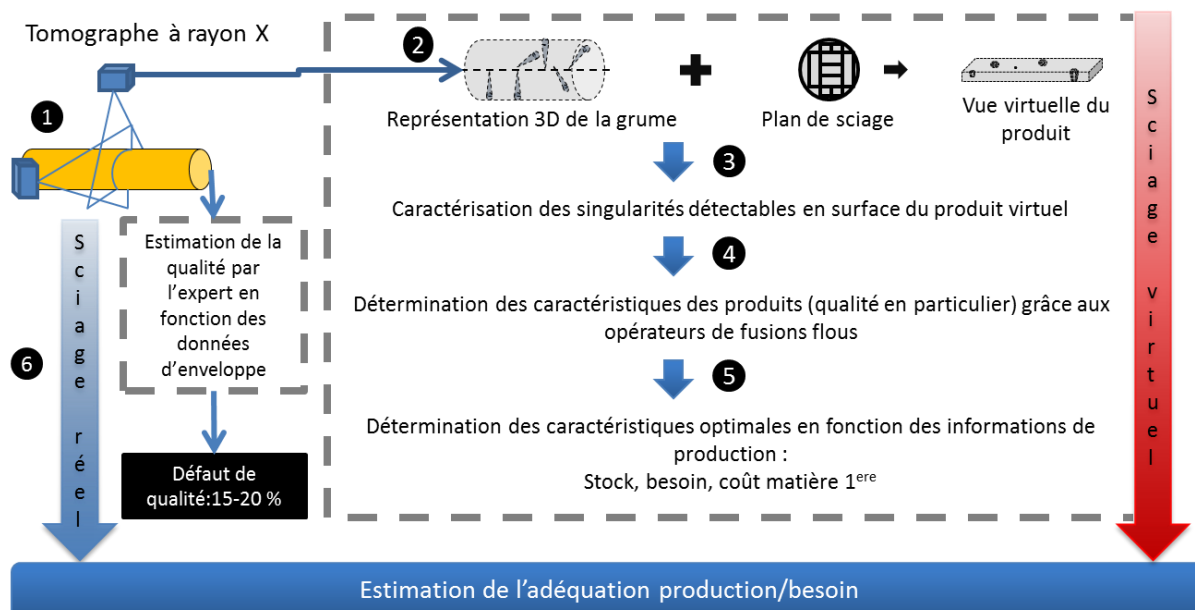 Tomographe à rayon X
1
2
Représentation 3D de la grume
Plan de sciage
Vue virtuelle du
produit
3
Caractérisation des singularités détectables en surface du produit virtuel
4
Détermination des caractéristiques des produits (qualité en particulier) grâce aux
opérateurs de fusions flous
5
Détermination des caractéristiques optimales en fonction des informations de
production :
Stock, besoin, coût matière 1ere
Sciage virtuel
Estimation de la
qualité par
l'expert en
fonction des
données
d'enveloppe
Défaut de
qualité:15-20 %
6
Sciage réel
Estimation de l'adéquation production/besoin